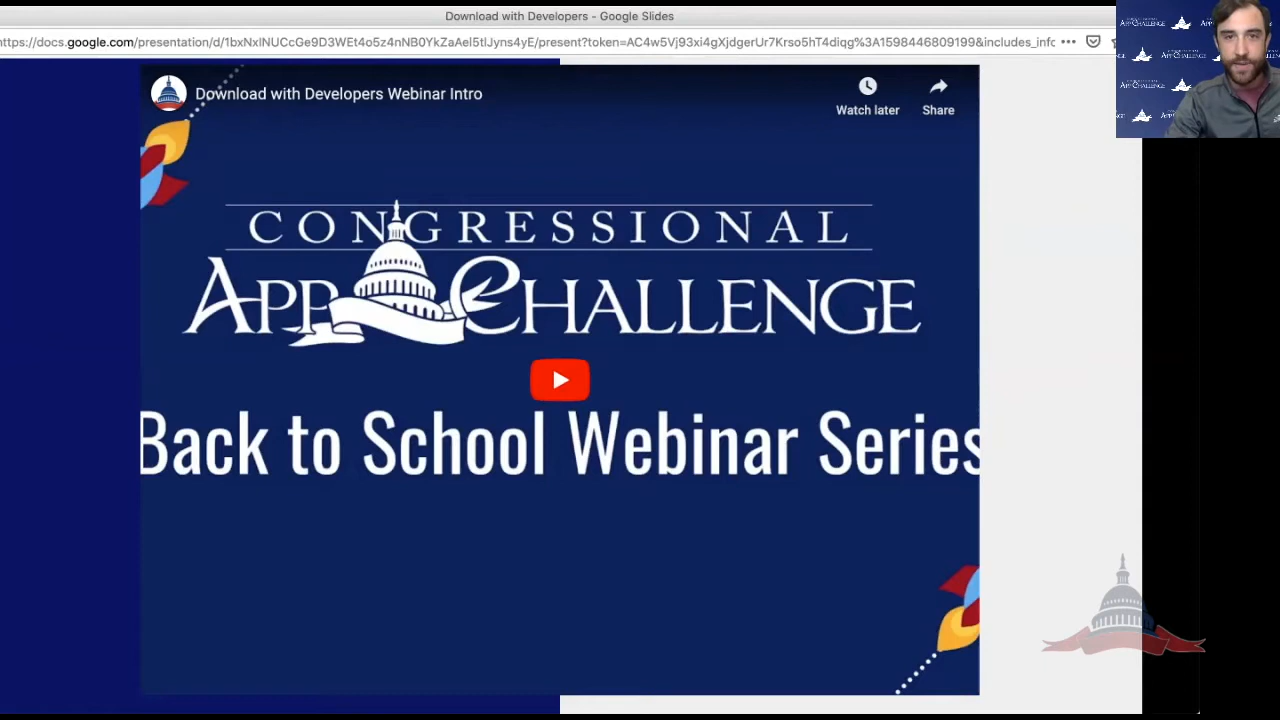 Download with Developers - Google Slides
https://docs.google.com/presentation/d/1bxNxlNUCcGe9D3WEt4o5z4nNS0YkZaAel5tlJyns4yE/present?token=AC4w5Vj93xi4gXjdgerUr7Krso5hT4diqg%3A1598446809199&includes_info
Download with Developers Webinar Intro
Watch later
Share
CONGRESSIONAL
APP CHALLENGE
Back to School Webinar Series